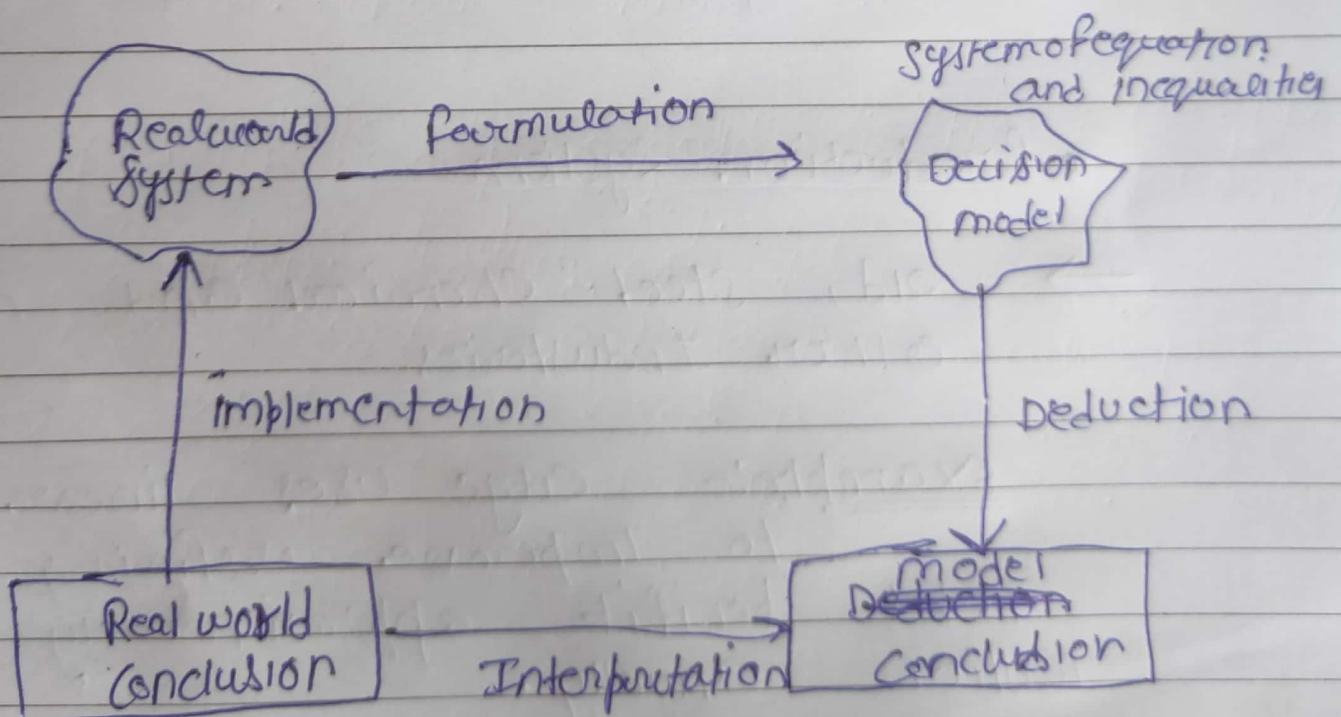 System of equation
and inequalities
Realworld
System
formulation
Decision
model
implementation
Deduction
Real world
Conclusion
Interpretation
model
Deduction
Conclusion